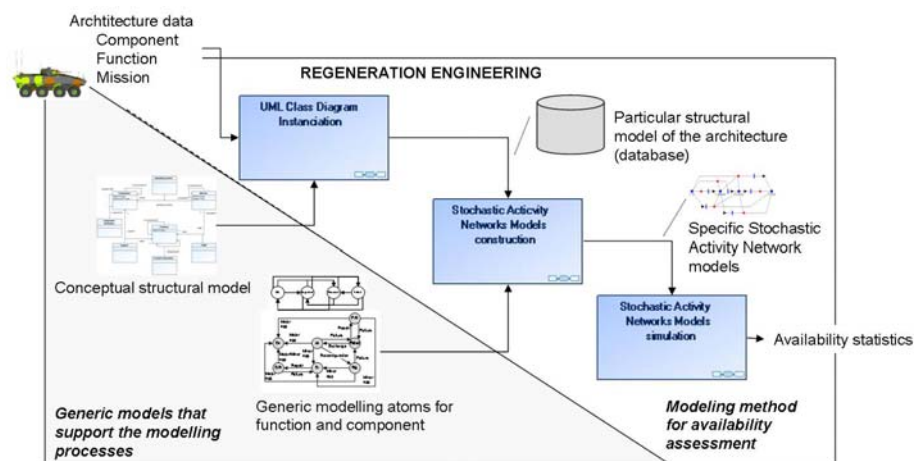 Archtitecture data
Component
Function
Mission
REGENERATION ENGINEERING
UML Class Diagram
Instanciation
Particular structural
model of the architecture
(database)
Stochastic Acticvity
Networks Models
construction
Specific Stochastic
Activity Network
models
Conceptual structural model
Stochastic Activity
Networks Models
simulation
Availability statistics
Generic modelling atoms for
function and component
Generic models that
support the modelling
processes
Modeling method
for availability
assessment